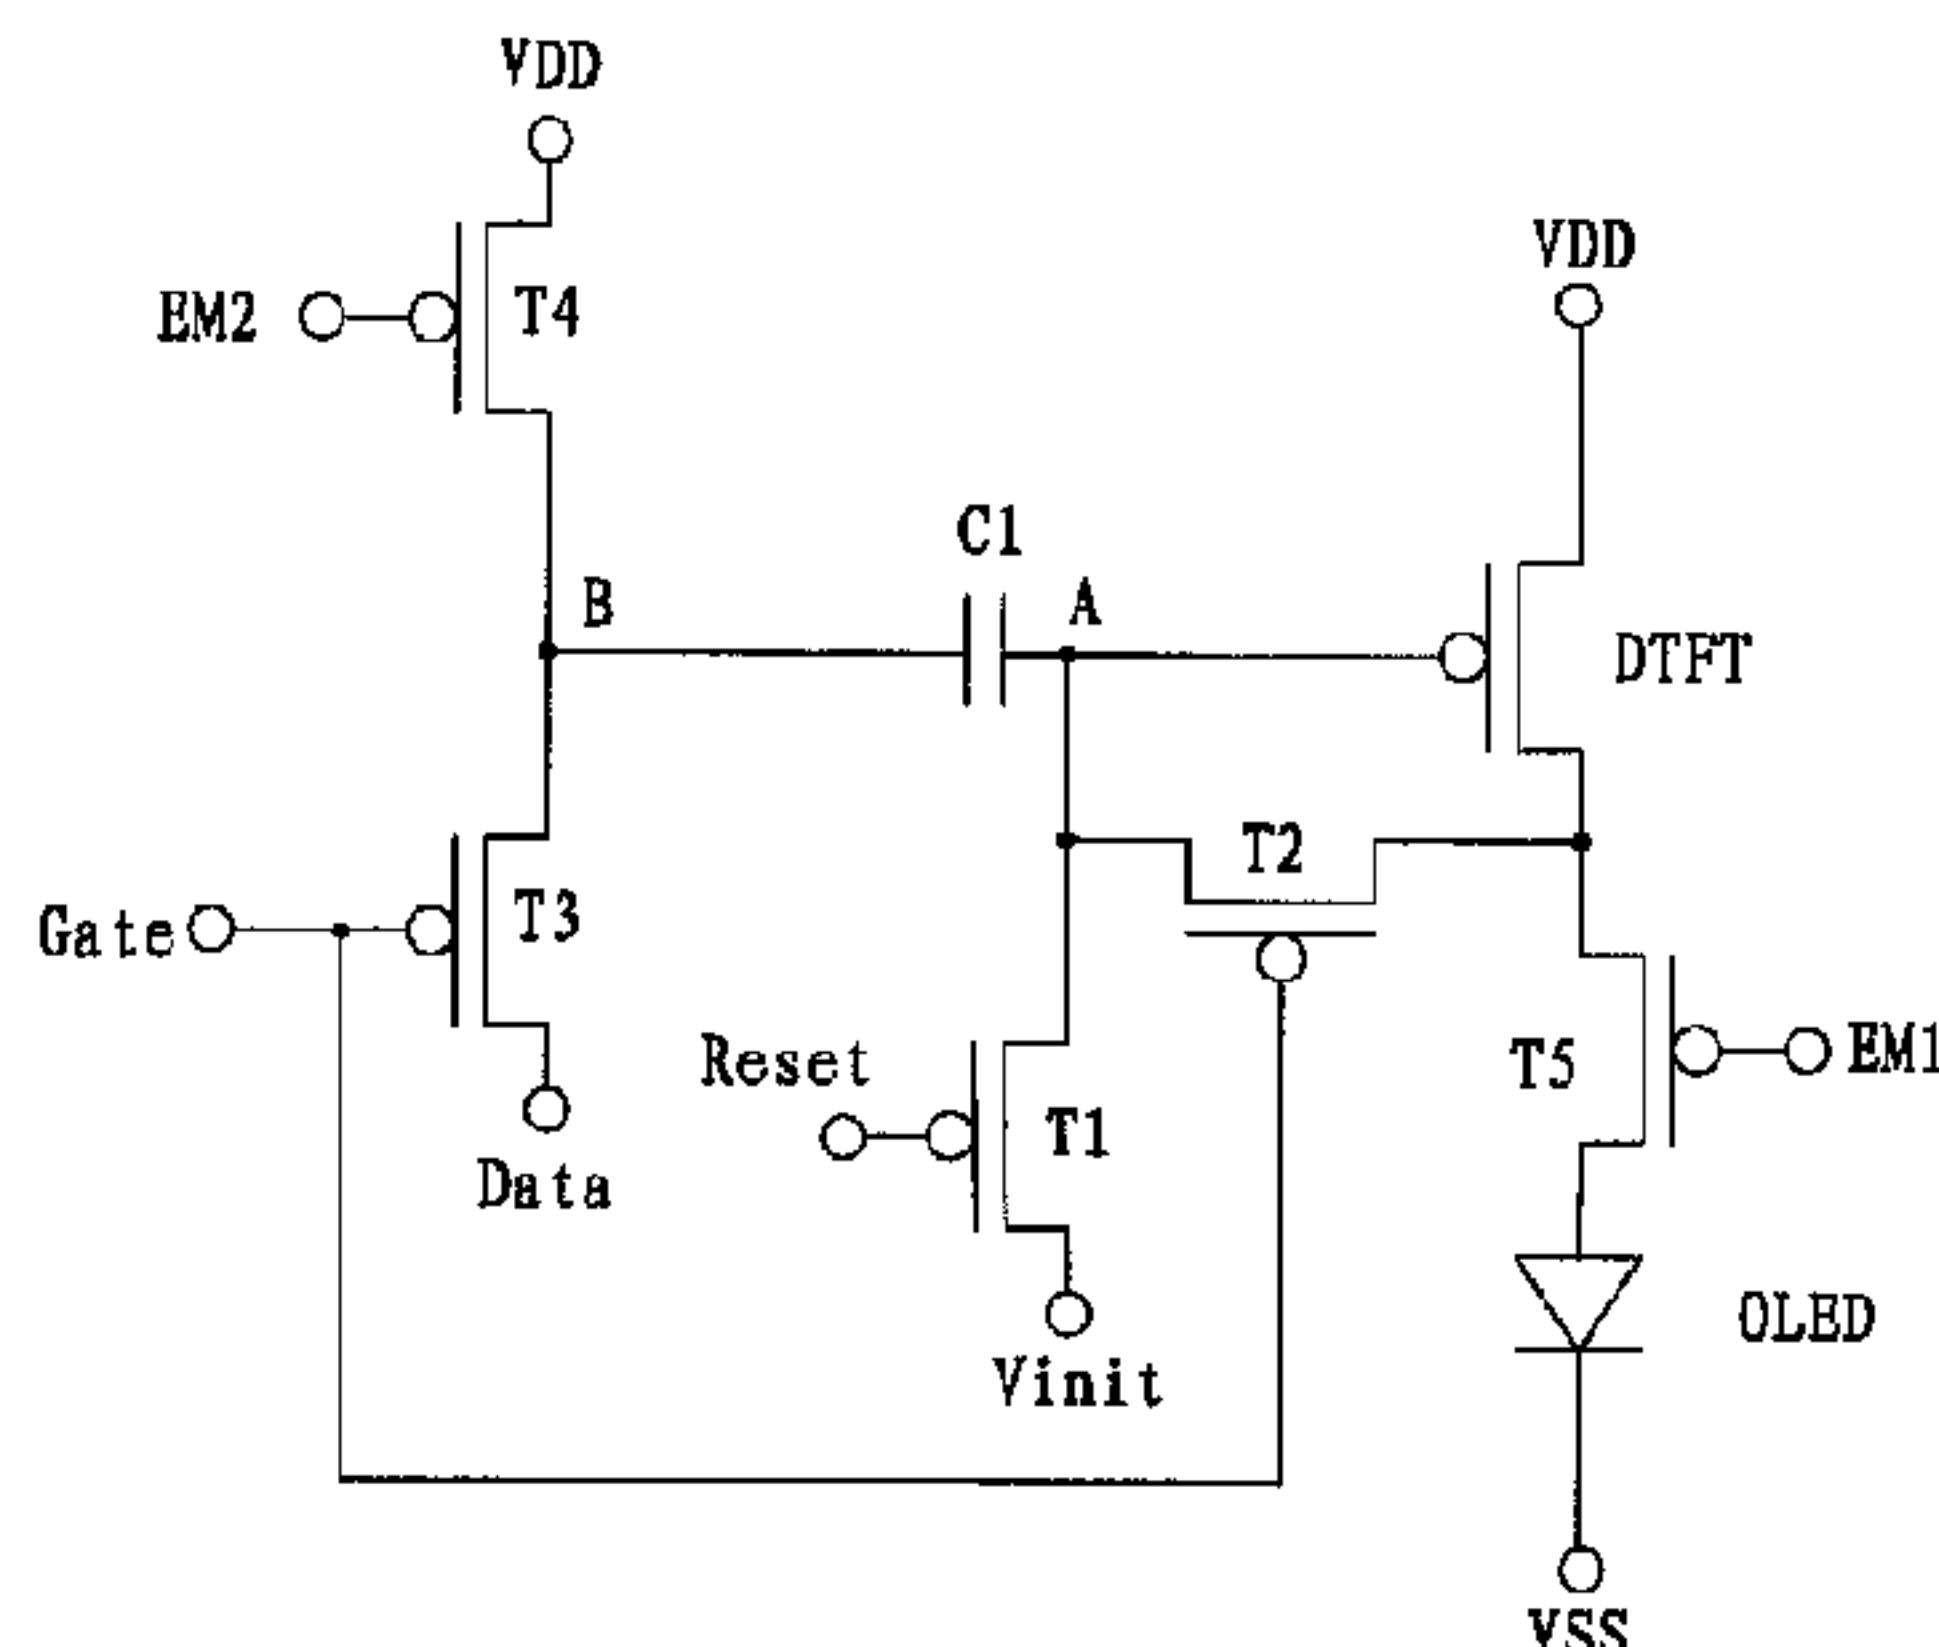 VDD
VDD
EM2
T4
C1
B
A
DTFT
T2
Gate
T3
Reset
T1
T5
EM1
Data
OLED
Vinit
VSS